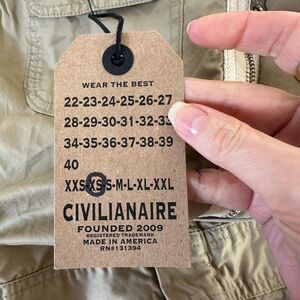 WEAR THE BEST
22-23-24-25-26-27
28-29-30-31-32-33
34-35-36-37-38-39
40
XXS-XS-S-M-L-XL-XXL
CIVILIANAIRE
FOUNDED 2009
REGISTERED TRADEMARK
MADE IN AMERICA
RN#131394